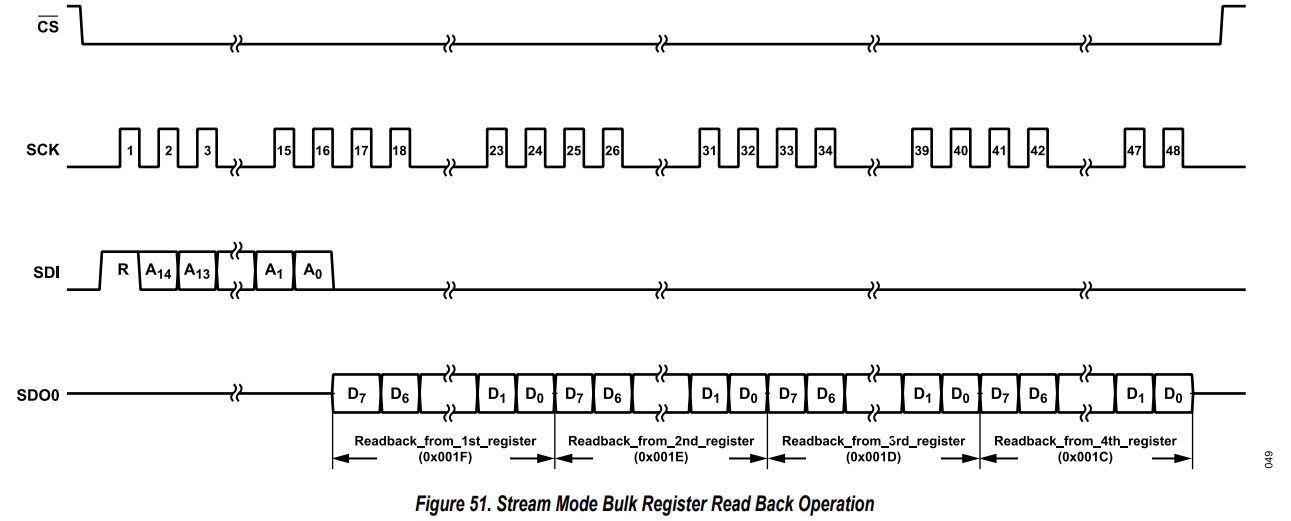 CS
SCK
1 2 3 15 16 17 18 23 24 25 26 31 32 33 34 39 40 41 42 47 48
SDI
R A14 A13 A1 A0
SDO0
D7 D6 D1 D0 D7 D6 D1 D0 D7 D6 D1 D0 D7 D6 D1 D0
Readback_from_1st_register
(0x001F)
Readback_from_2nd_register
(0x001E)
Readback_from_3rd_register
(0x001D)
Readback_from_4th_register
(0x001C)
049
Figure 51. Stream Mode Bulk Register Read Back Operation